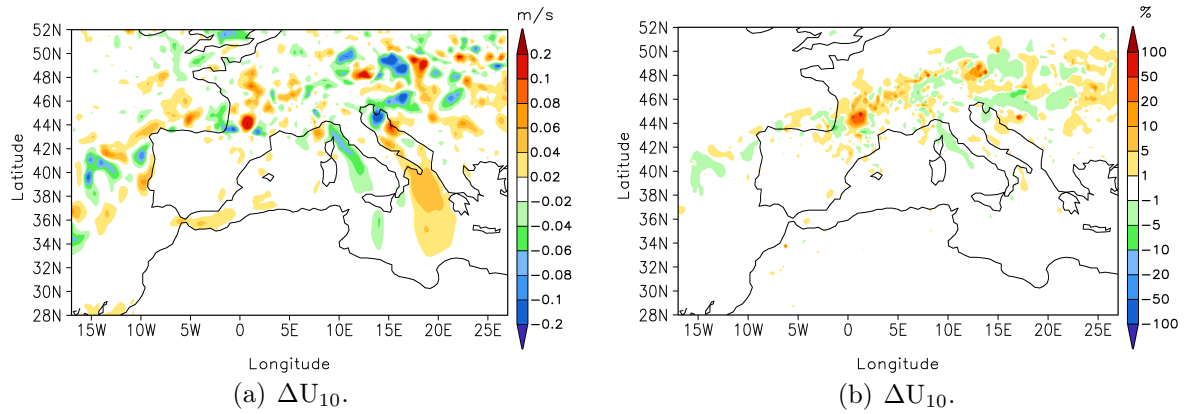 m/s
52N
50N
48N
46N
44N
42N
40N
38N
36N
34N
32N
30N
28N
Latitude
15W 10W 5W 0 5E 10E 15E 20E 25E
Longitude
0.2
0.1
0.08
0.06
0.04
0.02
−0.02
−0.04
−0.06
−0.08
−0.1
−0.2
(a) ΔU₁₀.
%
52N
50N
48N
46N
44N
42N
40N
38N
36N
34N
32N
30N
28N
Latitude
15W 10W 5W 0 5E 10E 15E 20E 25E
Longitude
100
50
20
10
5
1
−1
−5
−10
−20
−50
−100
(b) ΔU₁₀.